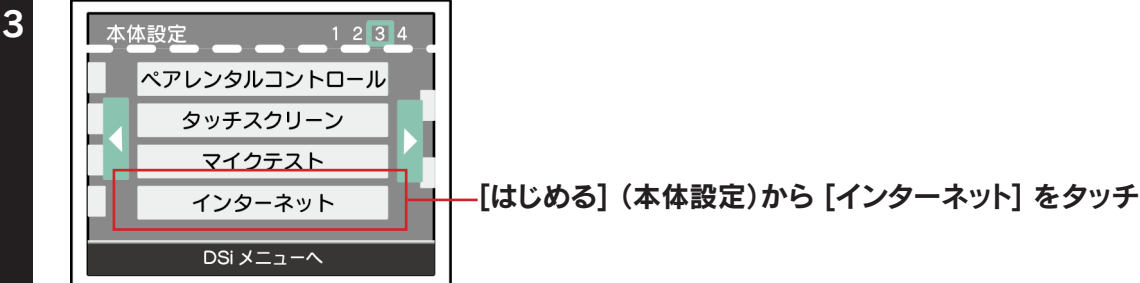 3
本体設定 1 2 3 4
ペアレンタルコントロール
タッチスクリーン
マイクテスト
インターネット
[はじめる] (本体設定)から [インターネット] をタッチ
DSi メニューへ